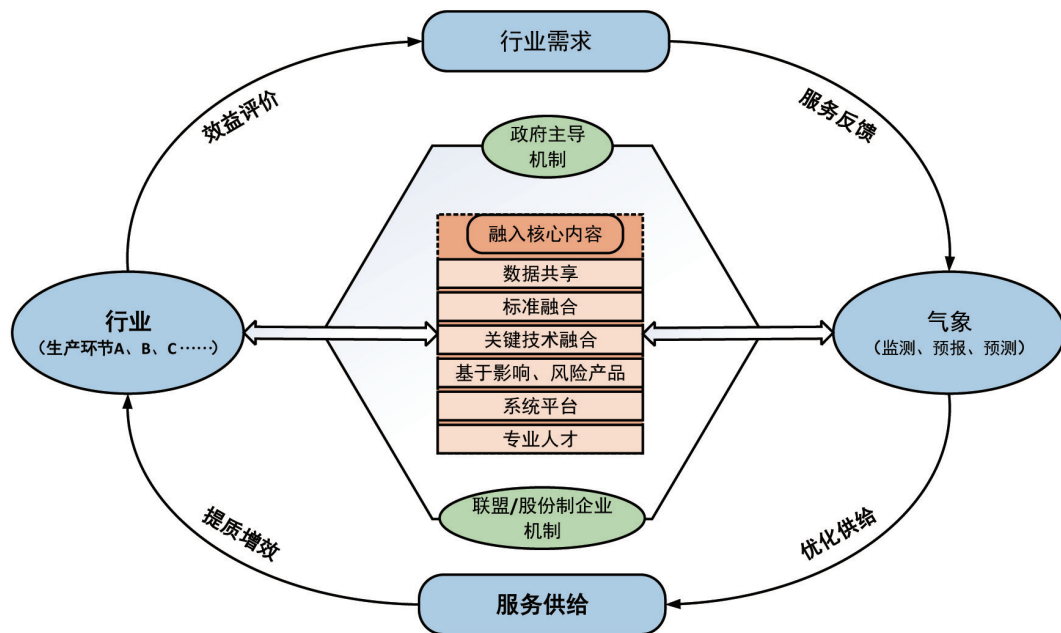 行业需求
效益评价
服务反馈
政府主导
机制
融入核心内容
数据共享
标准融合
关键技术融合
基于影响、风险产品
系统平台
专业人才
行业
（生产环节A、B、C……）
气象
（监测、预报、预测）
联盟/股份制企业
机制
提质增效
优化供给
服务供给